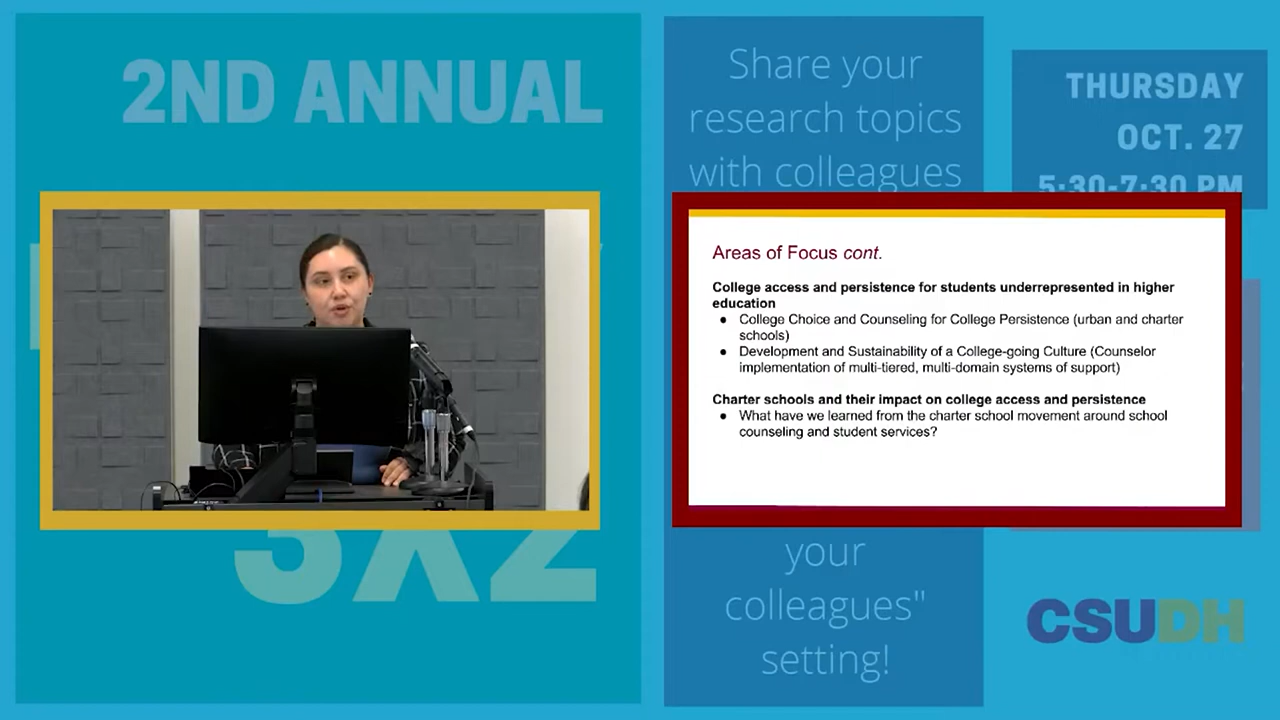 2ND ANNUAL
3X2
Share your
research topics
with colleagues
your
colleagues"
setting!
THURSDAY
OCT. 27
5:30-7:30 PM
Areas of Focus cont.
College access and persistence for students underrepresented in higher
education
● College Choice and Counseling for College Persistence (urban and charter
schools)
● Development and Sustainability of a College-going Culture (Counselor
implementation of multi-tiered, multi-domain systems of support)
Charter schools and their impact on college access and persistence
● What have we learned from the charter school movement around school
counseling and student services?
CSUDH